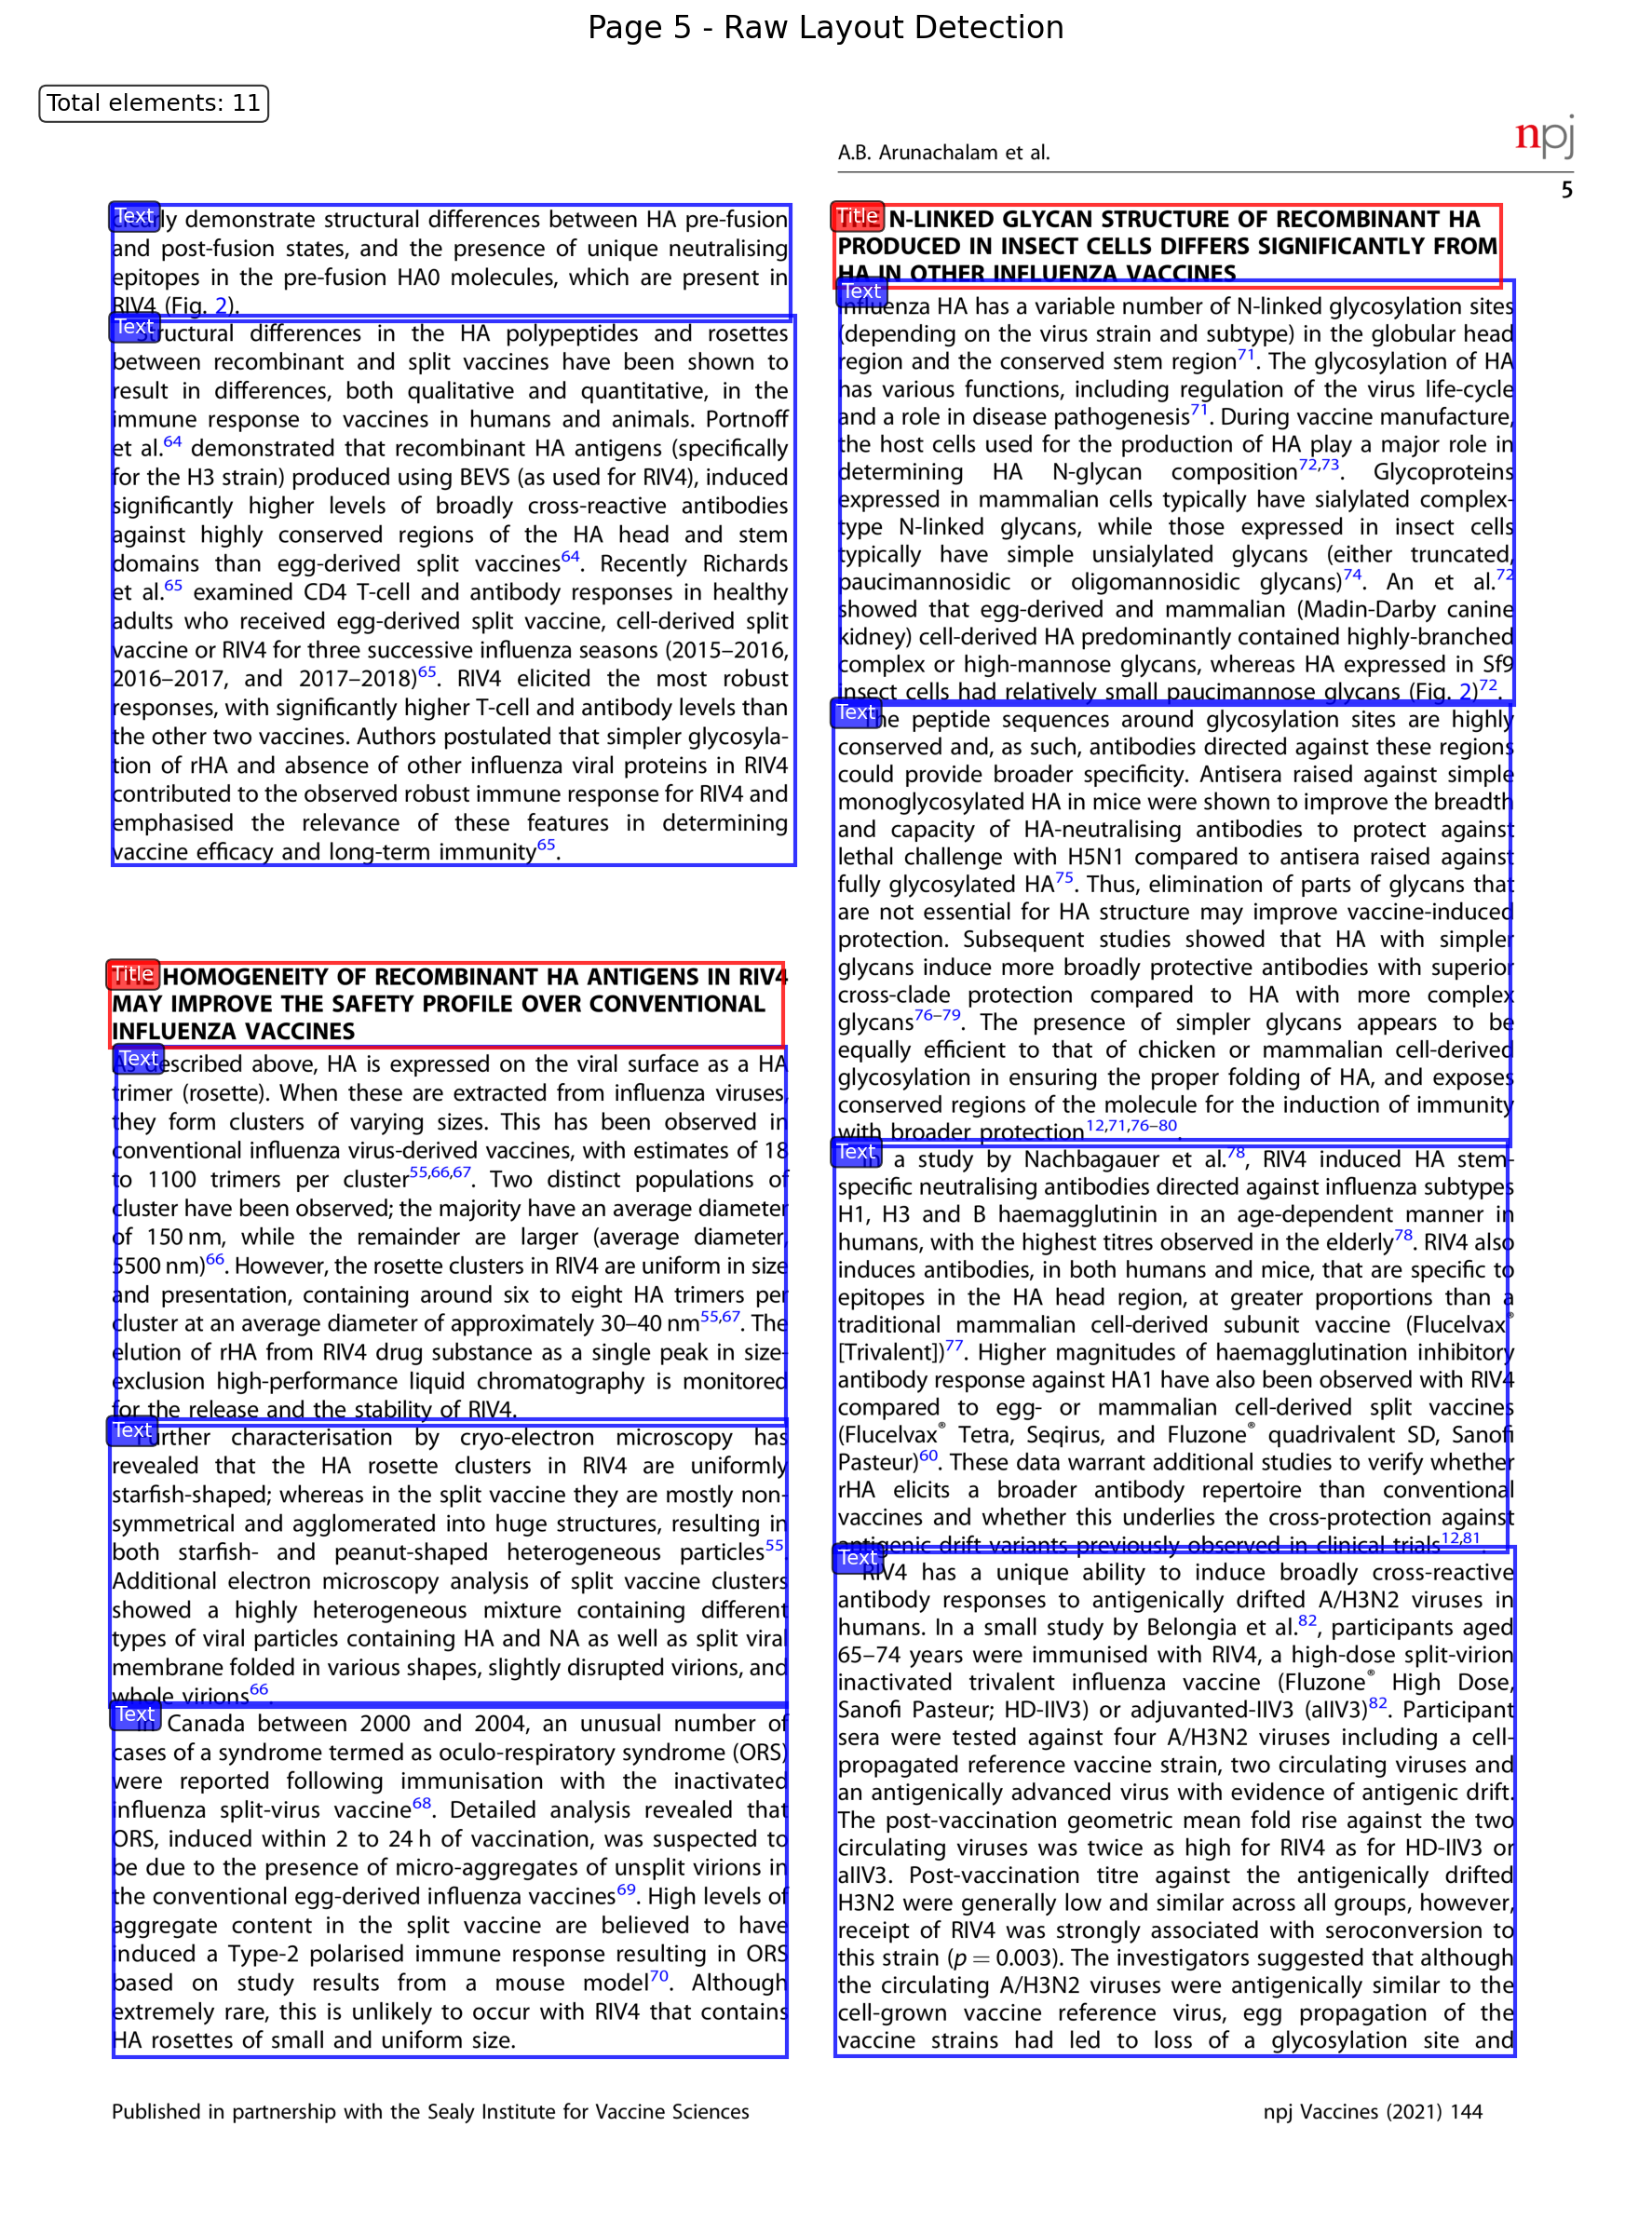 Page 5 - Raw Layout Detection
Total elements: 11
A.B. Arunachalam et al.
npj
5
Text
rly demonstrate structural differences between HA pre-fusion
and post-fusion states, and the presence of unique neutralising
epitopes in the pre-fusion HA0 molecules, which are present in
RIV4 (Fig. 2).
Text
Structural differences in the HA polypeptides and rosettes
between recombinant and split vaccines have been shown to
result in differences, both qualitative and quantitative, in the
immune response to vaccines in humans and animals. Portnoff
et al.64 demonstrated that recombinant HA antigens (specifically
for the H3 strain) produced using BEVS (as used for RIV4), induced
significantly higher levels of broadly cross-reactive antibodies
against highly conserved regions of the HA head and stem
domains than egg-derived split vaccines64. Recently Richards
et al.65 examined CD4 T-cell and antibody responses in healthy
adults who received egg-derived split vaccine, cell-derived split
vaccine or RIV4 for three successive influenza seasons (2015–2016,
2016–2017, and 2017–2018)65. RIV4 elicited the most robust
responses, with significantly higher T-cell and antibody levels than
the other two vaccines. Authors postulated that simpler glycosyla-
tion of rHA and absence of other influenza viral proteins in RIV4
contributed to the observed robust immune response for RIV4 and
emphasised the relevance of these features in determining
vaccine efficacy and long-term immunity65.
Title
THE HOMOGENEITY OF RECOMBINANT HA ANTIGENS IN RIV4
MAY IMPROVE THE SAFETY PROFILE OVER CONVENTIONAL
INFLUENZA VACCINES
Text
As described above, HA is expressed on the viral surface as a HA
trimer (rosette). When these are extracted from influenza viruses,
they form clusters of varying sizes. This has been observed in
conventional influenza virus-derived vaccines, with estimates of 18
to 1100 trimers per cluster55,66,67. Two distinct populations of
cluster have been observed; the majority have an average diameter
of 150 nm, while the remainder are larger (average diameter,
5500 nm)66. However, the rosette clusters in RIV4 are uniform in size
and presentation, containing around six to eight HA trimers per
cluster at an average diameter of approximately 30–40 nm55,67. The
elution of rHA from RIV4 drug substance as a single peak in size-
exclusion high-performance liquid chromatography is monitored
for the release and the stability of RIV4.
Text
Further characterisation by cryo-electron microscopy has
revealed that the HA rosette clusters in RIV4 are uniformly
starfish-shaped; whereas in the split vaccine they are mostly non-
symmetrical and agglomerated into huge structures, resulting in
both starfish- and peanut-shaped heterogeneous particles55.
Additional electron microscopy analysis of split vaccine clusters
showed a highly heterogeneous mixture containing different
types of viral particles containing HA and NA as well as split viral
membrane folded in various shapes, slightly disrupted virions, and
whole virions66.
Text
In Canada between 2000 and 2004, an unusual number of
cases of a syndrome termed as oculo-respiratory syndrome (ORS)
were reported following immunisation with the inactivated
influenza split-virus vaccine68. Detailed analysis revealed that
ORS, induced within 2 to 24 h of vaccination, was suspected to
be due to the presence of micro-aggregates of unsplit virions in
the conventional egg-derived influenza vaccines69. High levels of
aggregate content in the split vaccine are believed to have
induced a Type-2 polarised immune response resulting in ORS
based on study results from a mouse model70. Although
extremely rare, this is unlikely to occur with RIV4 that contains
HA rosettes of small and uniform size.
Title
THE N-LINKED GLYCAN STRUCTURE OF RECOMBINANT HA
PRODUCED IN INSECT CELLS DIFFERS SIGNIFICANTLY FROM
HA IN OTHER INFLUENZA VACCINES
Text
Influenza HA has a variable number of N-linked glycosylation sites
(depending on the virus strain and subtype) in the globular head
region and the conserved stem region71. The glycosylation of HA
has various functions, including regulation of the virus life-cycle
and a role in disease pathogenesis71. During vaccine manufacture,
the host cells used for the production of HA play a major role in
determining HA N-glycan composition72,73. Glycoproteins
expressed in mammalian cells typically have sialylated complex-
type N-linked glycans, while those expressed in insect cells
typically have simple unsialylated glycans (either truncated,
paucimannosidic or oligomannosidic glycans)74. An et al.72
showed that egg-derived and mammalian (Madin-Darby canine
kidney) cell-derived HA predominantly contained highly-branched
complex or high-mannose glycans, whereas HA expressed in Sf9
insect cells had relatively small paucimannose glycans (Fig. 2)72.
Text
The peptide sequences around glycosylation sites are highly
conserved and, as such, antibodies directed against these regions
could provide broader specificity. Antisera raised against simple
monoglycosylated HA in mice were shown to improve the breadth
and capacity of HA-neutralising antibodies to protect against
lethal challenge with H5N1 compared to antisera raised against
fully glycosylated HA75. Thus, elimination of parts of glycans that
are not essential for HA structure may improve vaccine-induced
protection. Subsequent studies showed that HA with simpler
glycans induce more broadly protective antibodies with superior
cross-clade protection compared to HA with more complex
glycans76–79. The presence of simpler glycans appears to be
equally efficient to that of chicken or mammalian cell-derived
glycosylation in ensuring the proper folding of HA, and exposes
conserved regions of the molecule for the induction of immunity
with broader protection12,71,76–80.
Text
In a study by Nachbagauer et al.78, RIV4 induced HA stem-
specific neutralising antibodies directed against influenza subtypes
H1, H3 and B haemagglutinin in an age-dependent manner in
humans, with the highest titres observed in the elderly78. RIV4 also
induces antibodies, in both humans and mice, that are specific to
epitopes in the HA head region, at greater proportions than a
traditional mammalian cell-derived subunit vaccine (Flucelvax®
[Trivalent])77. Higher magnitudes of haemagglutination inhibitory
antibody response against HA1 have also been observed with RIV4
compared to egg- or mammalian cell-derived split vaccines
(Flucelvax® Tetra, Seqirus, and Fluzone® quadrivalent SD, Sanofi
Pasteur)60. These data warrant additional studies to verify whether
rHA elicits a broader antibody repertoire than conventional
vaccines and whether this underlies the cross-protection against
antigenic drift variants previously observed in clinical trials12,81.
Text
RIV4 has a unique ability to induce broadly cross-reactive
antibody responses to antigenically drifted A/H3N2 viruses in
humans. In a small study by Belongia et al.82, participants aged
65–74 years were immunised with RIV4, a high-dose split-virion
inactivated trivalent influenza vaccine (Fluzone® High Dose,
Sanofi Pasteur; HD-IIV3) or adjuvanted-IIV3 (aIIV3)82. Participant
sera were tested against four A/H3N2 viruses including a cell-
propagated reference vaccine strain, two circulating viruses and
an antigenically advanced virus with evidence of antigenic drift.
The post-vaccination geometric mean fold rise against the two
circulating viruses was twice as high for RIV4 as for HD-IIV3 or
aIIV3. Post-vaccination titre against the antigenically drifted
H3N2 were generally low and similar across all groups, however,
receipt of RIV4 was strongly associated with seroconversion to
this strain (p = 0.003). The investigators suggested that although
the circulating A/H3N2 viruses were antigenically similar to the
cell-grown vaccine reference virus, egg propagation of the
vaccine strains had led to loss of a glycosylation site and
Published in partnership with the Sealy Institute for Vaccine Sciences
npj Vaccines (2021) 144